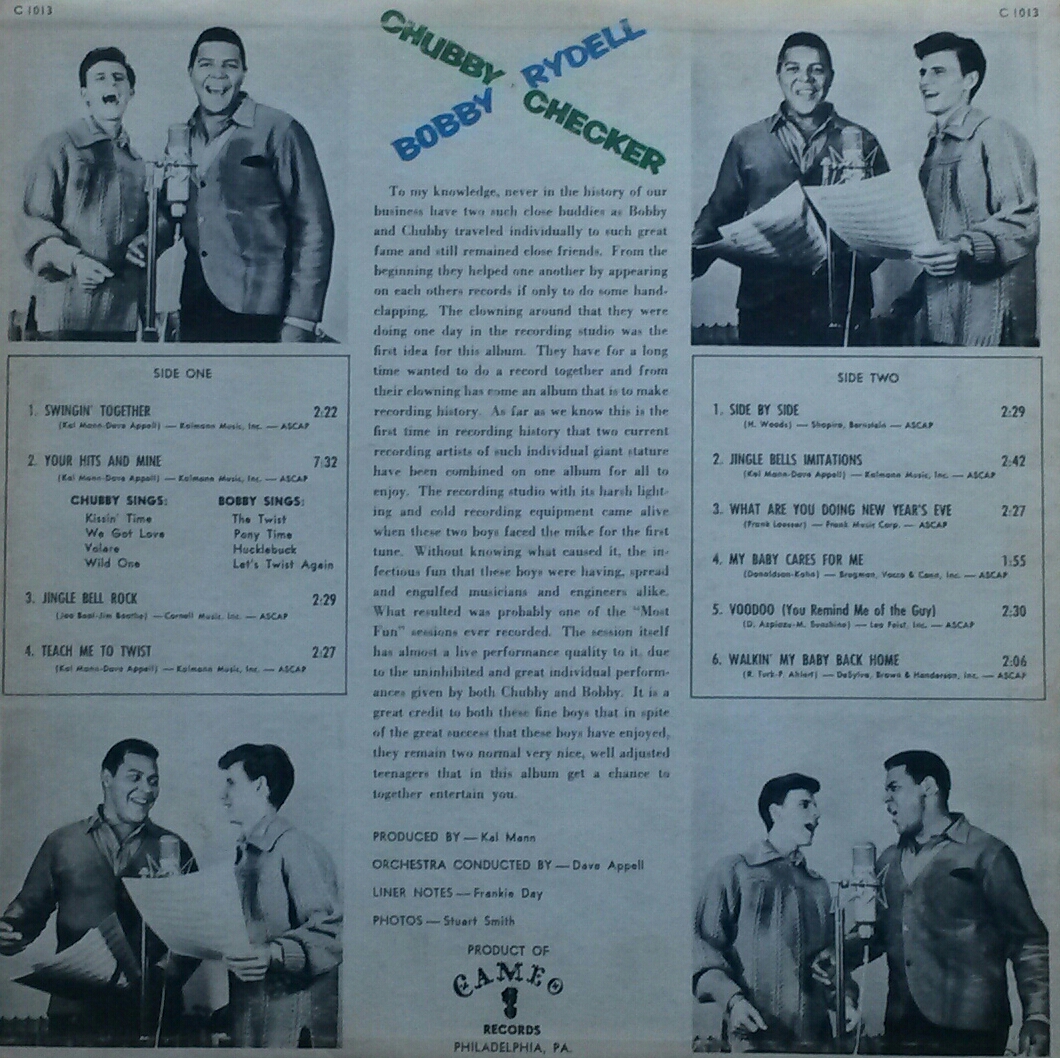 C 1013
C 1013
CHUBBY CHECKER
BOBBY RYDELL
To my knowledge, never in the history of our
business have two such close buddies as Bobby
and Chubby traveled individually to such great
fame and still remained close friends. From the
beginning they helped one another by appearing
on each others records if only to do some hand-
clapping. The clowning around that they were
doing one day in the recording studio was the
first idea for this album. They have for a long
time wanted to do a record together and from
their clowning has come an album that is to make
recording history. As far as we know this is the
first time in recording history that two current
recording artists of such individual giant stature
have been combined on one album for all to
enjoy. The recording studio with its harsh light-
ing and cold recording equipment came alive
when these two boys faced the mike for the first
tune. Without knowing what caused it, the in-
fectious fun that these boys were having, spread
and engulfed musicians and engineers alike.
What resulted was probably one of the "Most
Fun" sessions ever recorded. The session itself
has almost a live performance quality to it, due
to the uninhibited and great individual perform-
ances given by both Chubby and Bobby. It is a
great credit to both these fine boys that in spite
of the great success that these boys have enjoyed,
they remain two normal very nice, well adjusted
teenagers that in this album get a chance to
together entertain you.
PRODUCED BY — Kal Mann
ORCHESTRA CONDUCTED BY — Dave Appell
LINER NOTES — Frankie Day
PHOTOS — Stuart Smith
PRODUCT OF
CAMEO
RECORDS
PHILADELPHIA, PA.
SIDE ONE
1. SWINGIN' TOGETHER 2:22
(Kal Mann-Dave Appell) — Kalmann Music, Inc. — ASCAP
2. YOUR HITS AND MINE 7:32
(Kal Mann-Dave Appell) — Kalmann Music, Inc. — ASCAP
CHUBBY SINGS: BOBBY SINGS:
Kissin' Time The Twist
We Got Love Pony Time
Volare Hucklebuck
Wild One Let's Twist Again
3. JINGLE BELL ROCK 2:29
(Joe Beal-Jim Boothe) — Cornell Music, Inc. — ASCAP
4. TEACH ME TO TWIST 2:27
(Kal Mann-Dave Appell) — Kalmann Music, Inc. — ASCAP
SIDE TWO
1. SIDE BY SIDE 2:29
(H. Woods) — Shapiro, Bernstein — ASCAP
2. JINGLE BELLS IMITATIONS 2:42
(Kal Mann-Dave Appell) — Kalmann Music, Inc. — ASCAP
3. WHAT ARE YOU DOING NEW YEAR'S EVE 2:27
(Frank Loesser) — Frank Music Corp. — ASCAP
4. MY BABY CARES FOR ME 1:55
(Donaldson-Kahn) — Bregman, Vocco & Conn, Inc. — ASCAP
5. VOODOO (You Remind Me of the Guy) 2:30
(D. Azpiazu-M. Sunshine) — Leo Feist, Inc. — ASCAP
6. WALKIN' MY BABY BACK HOME 2:06
(R. Turk-F. Ahlert) — DeSylva, Brown & Henderson, Inc. — ASCAP